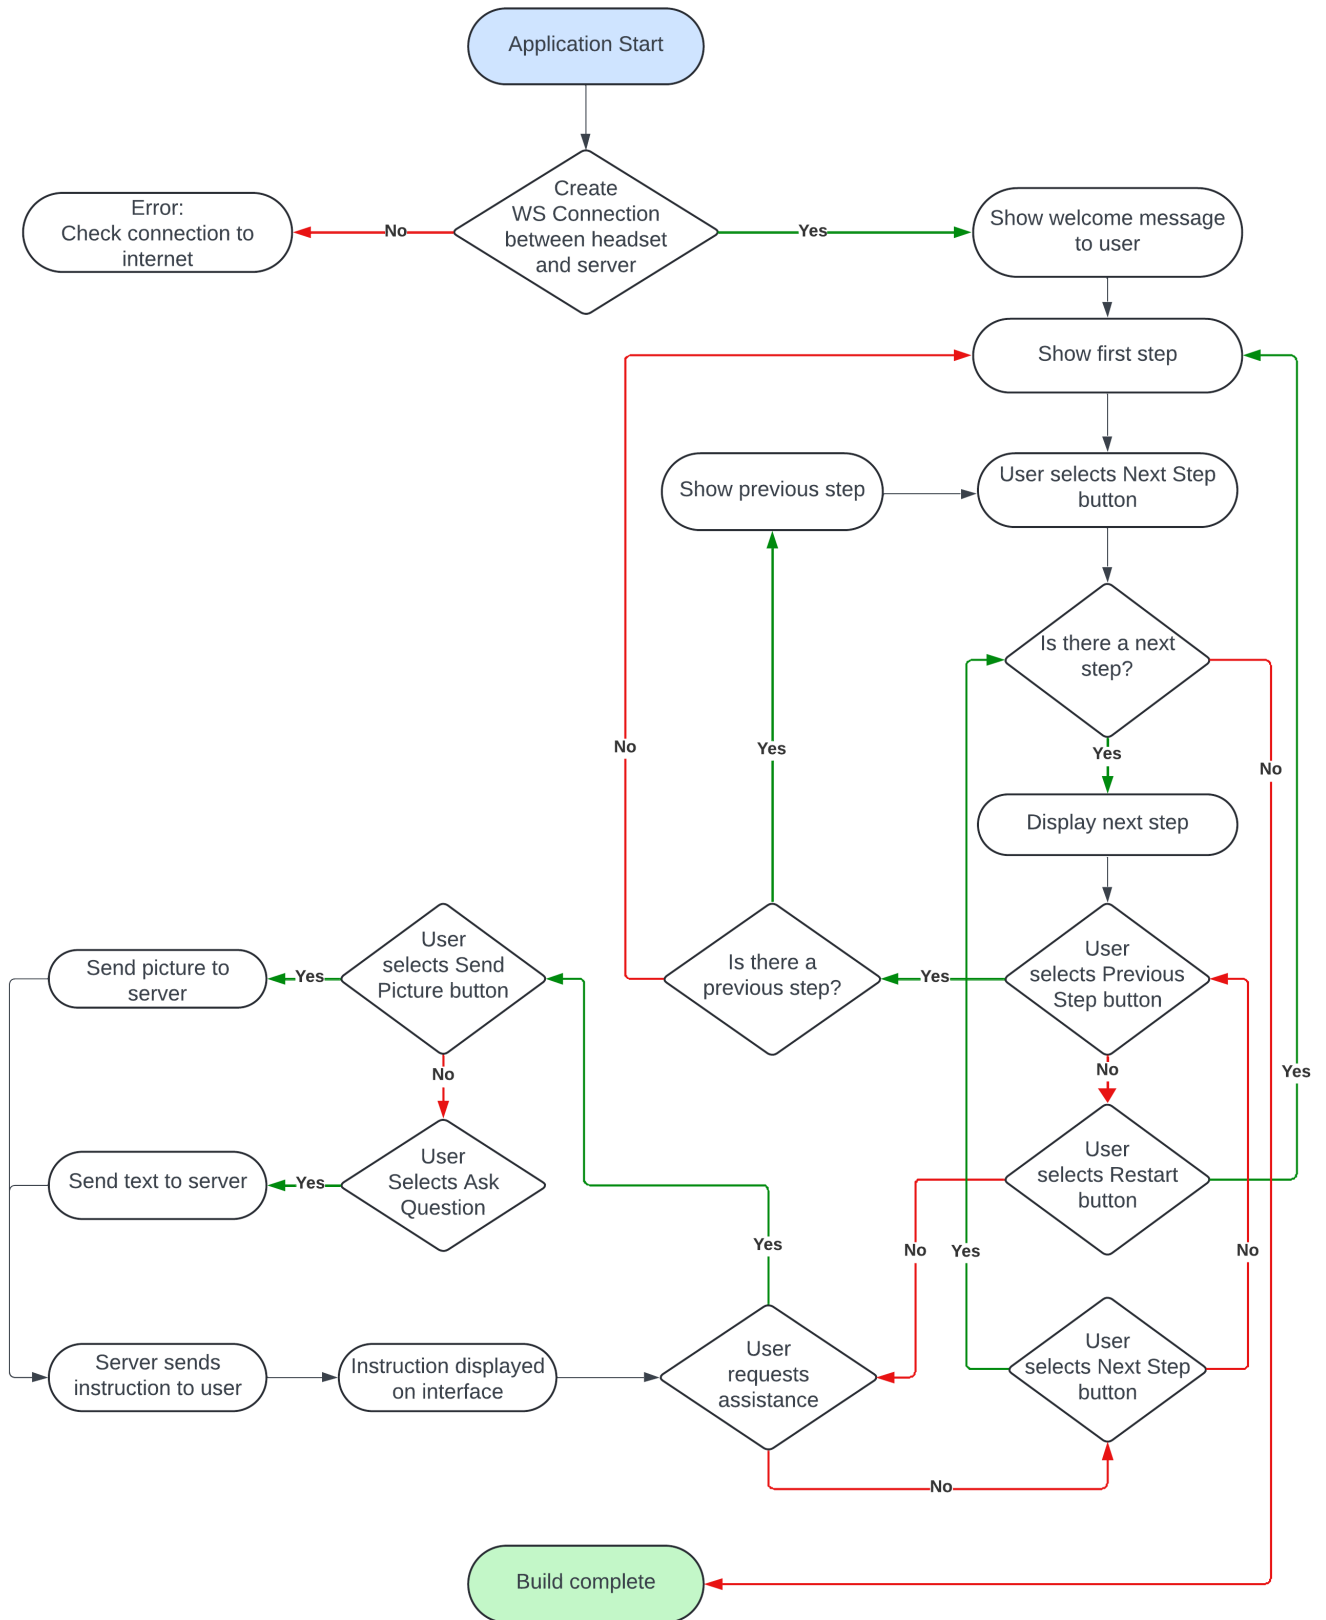 Application Start
Create
WS Connection
between headset
and server
No
Error:
Check connection to
internet
Yes
Show welcome message
to user
Show first step
Show previous step
User selects Next Step
button
Is there a next
step?
No
Yes
Yes
No
Display next step
User
selects Send
Picture button
Yes
Send picture to
server
Is there a
previous step?
Yes
User
selects Previous
Step button
No
No
Yes
User
Selects Ask
Question
Yes
Send text to server
User
selects Restart
button
Yes
No
Yes
No
Server sends
instruction to user
Instruction displayed
on interface
User
requests
assistance
User
selects Next Step
button
No
Build complete